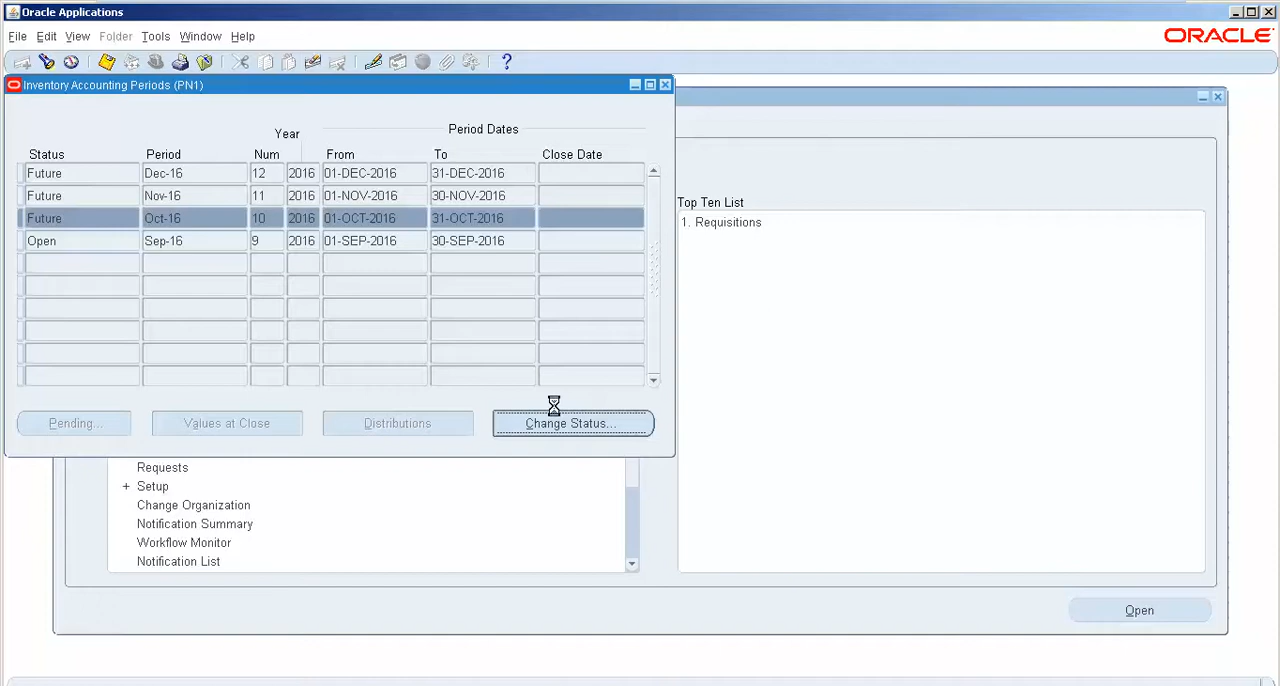 Oracle Applications
File Edit View Folder Tools Window Help
ORACLE
Inventory Accounting Periods (PN1)
Year
Period Dates
Status Period Num From To Close Date
Future Dec-16 12 2016 01-DEC-2016 31-DEC-2016
Future Nov-16 11 2016 01-NOV-2016 30-NOV-2016
Future Oct-16 10 2016 01-OCT-2016 31-OCT-2016
Open Sep-16 9 2016 01-SEP-2016 30-SEP-2016
Pending... Values at Close Distributions Change Status...
Top Ten List
1. Requisitions
Requests
+ Setup
Change Organization
Notification Summary
Workflow Monitor
Notification List
Open